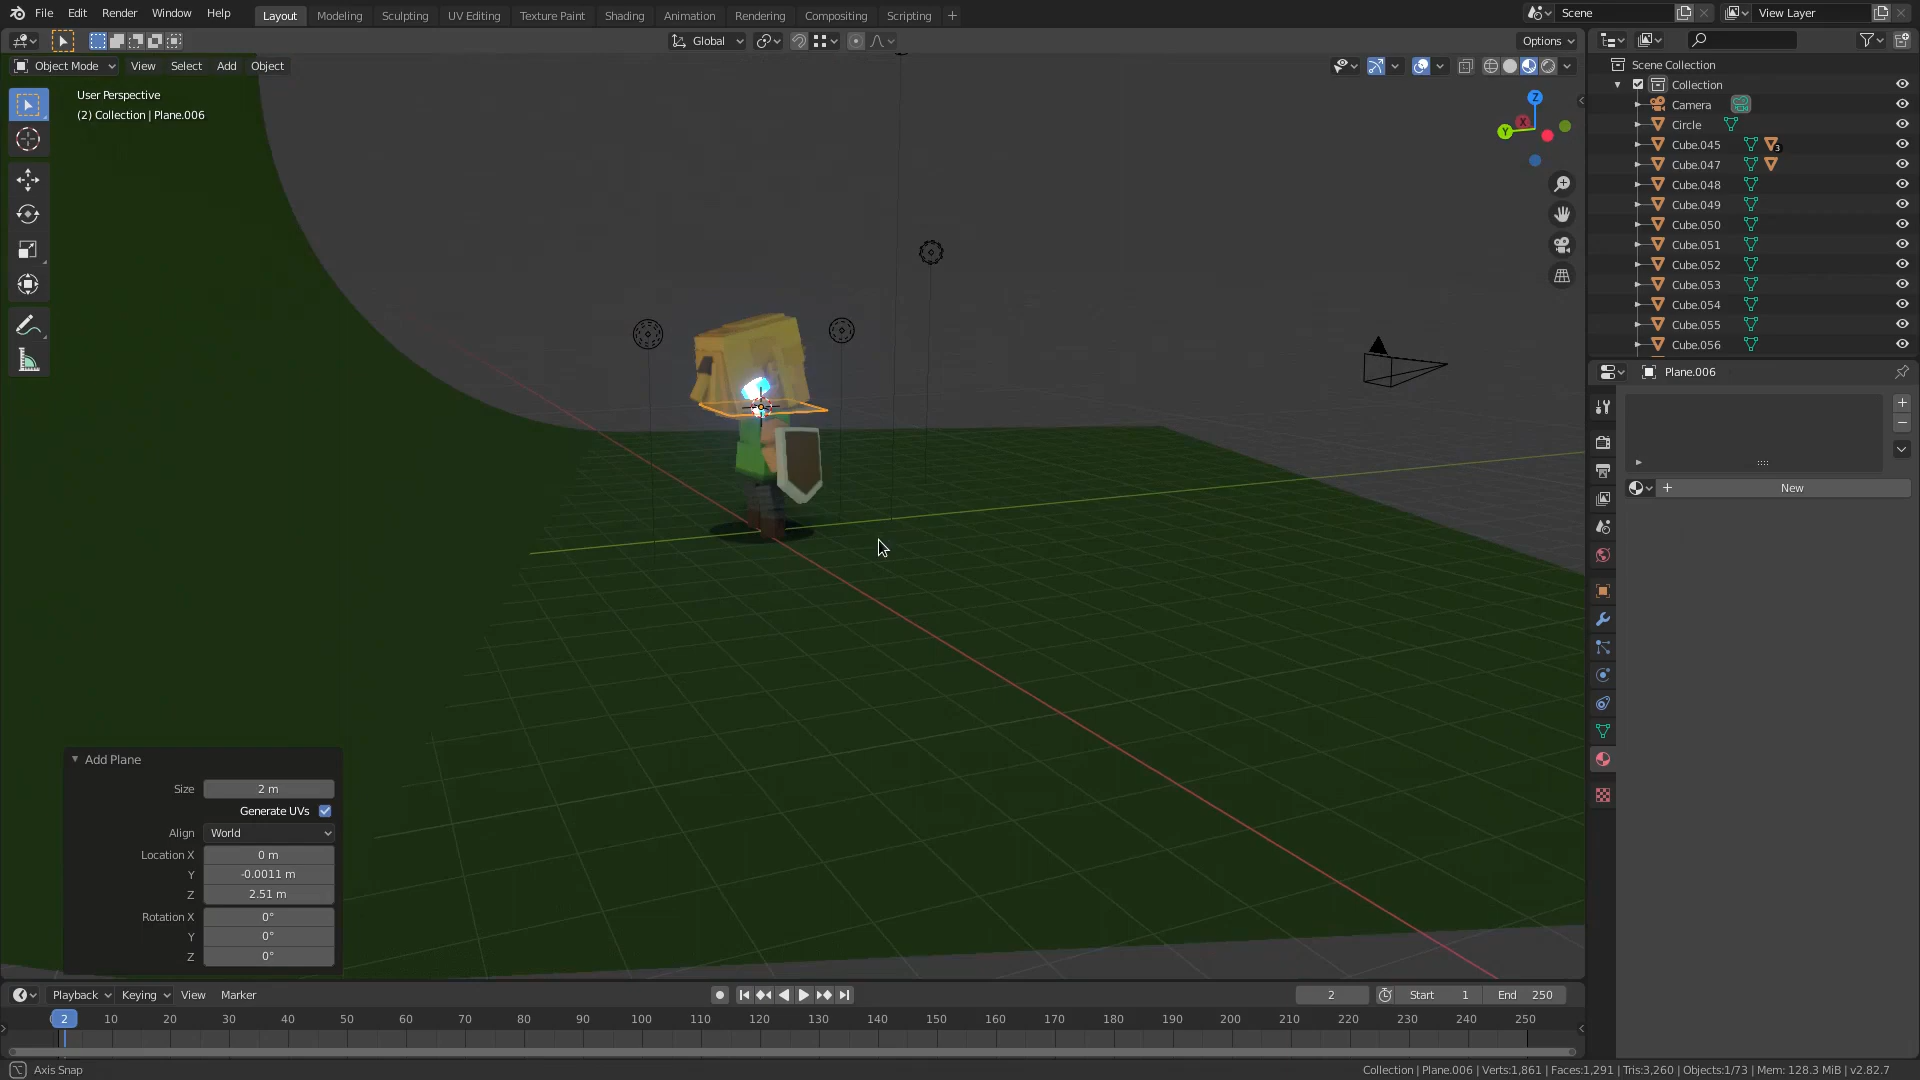 File Edit Render Window Help Layout Modeling Sculpting UV Editing Texture Paint Shading Animation Rendering Compositing Scripting + Scene View Layer
Global Options
Object Mode View Select Add Object
User Perspective
(2) Collection | Plane.006
Z
X
Y
Scene Collection
Collection
Camera
Circle
Cube.045 3
Cube.047
Cube.048
Cube.049
Cube.050
Cube.051
Cube.052
Cube.053
Cube.054
Cube.055
Cube.056
Plane.006
New
Add Plane
Size 2 m
Generate UVs
Align World
Location X 0 m
Y -0.0011 m
Z 2.51 m
Rotation X 0°
Y 0°
Z 0°
Playback Keying View Marker 2 Start 1 End 250
2 10 20 30 40 50 60 70 80 90 100 110 120 130 140 150 160 170 180 190 200 210 220 230 240 250
Axis Snap
Collection | Plane.006 | Verts:1,861 | Faces:1,291 | Tris:3,260 | Objects:1/73 | Mem: 128.3 MiB | v2.82.7